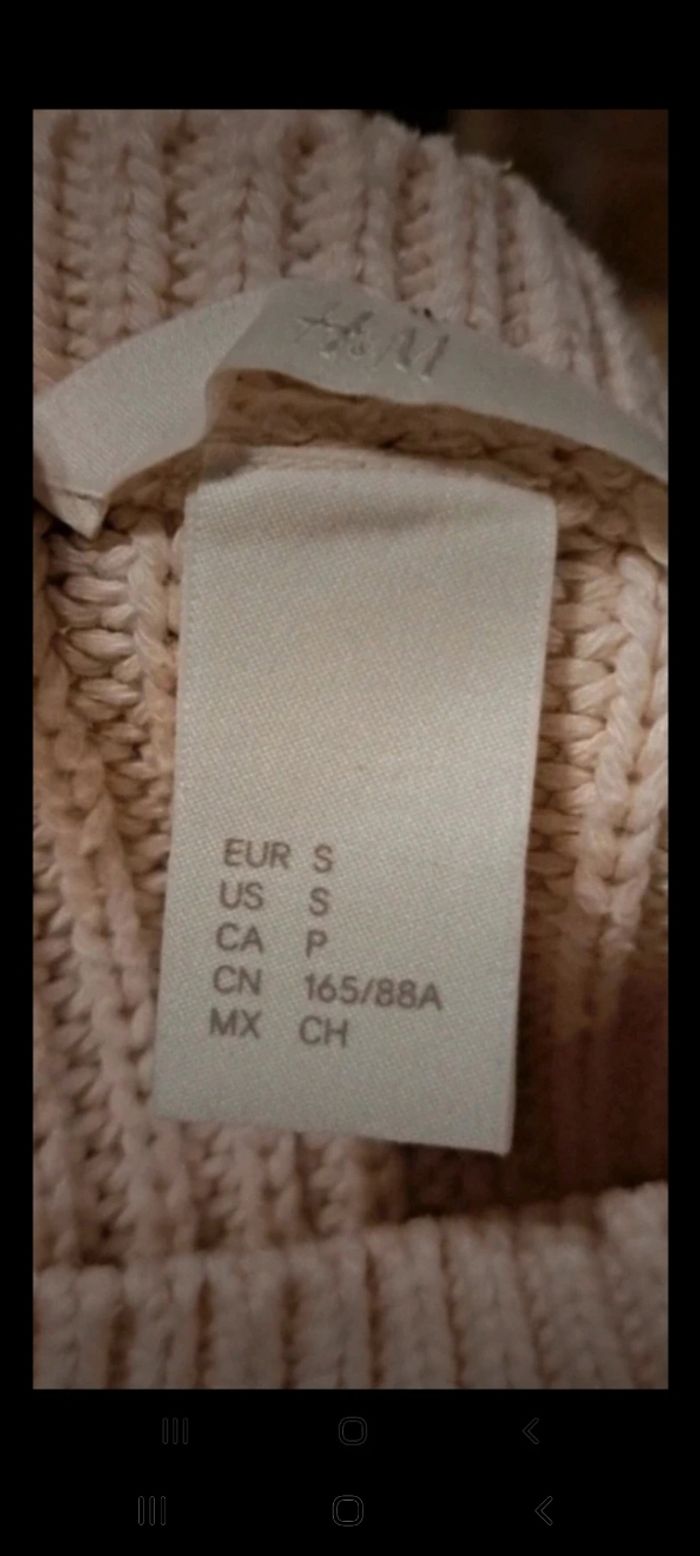 H&M
EUR S
US S
CA P
CN 165/88A
MX CH